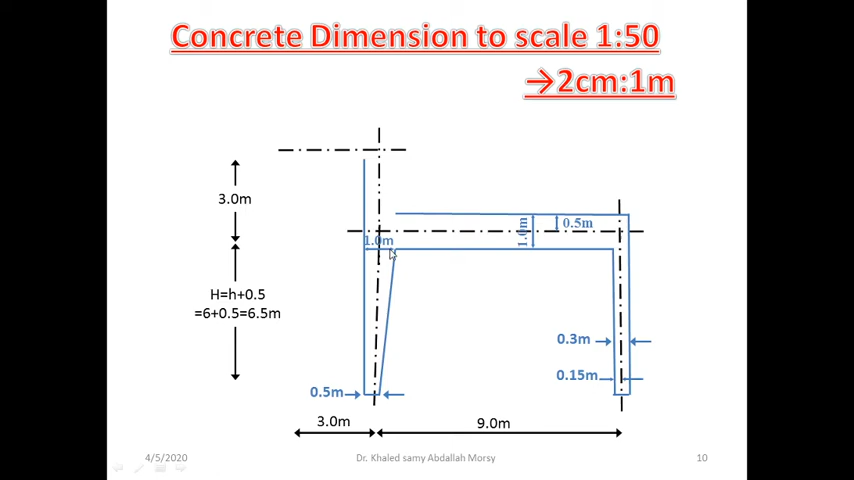 Concrete Dimension to scale 1:50
→2cm:1m
3.0m
0.5m
1.0m
1.0m
H=h+0.5
=6+0.5=6.5m
0.3m
0.15m
0.5m
3.0m
9.0m
4/5/2020
Dr. Khaled samy Abdallah Morsy
10